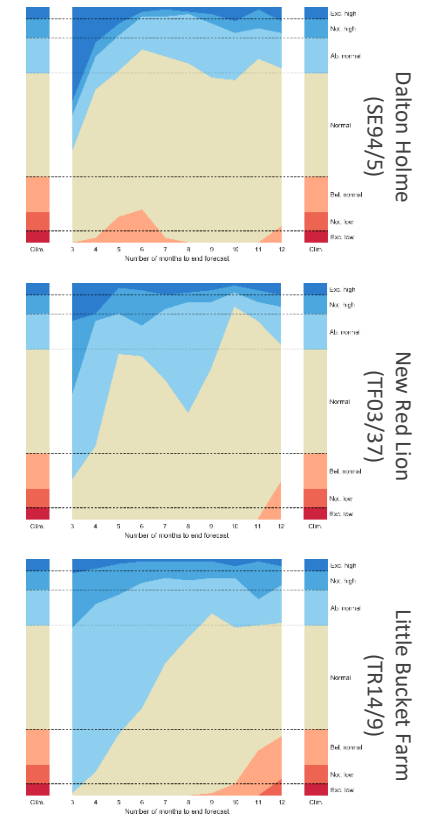 Exc. high
Not. high
Ab. normal
Normal
Bel. normal
Not. low
Exc. low
Clim.
3 4 5 6 7 8 9 10 11 12
Clim.
Number of months to end forecast
Dalton Holme
(SE94/5)
Exc. high
Not. high
Ab. normal
Normal
Bel. normal
Not. low
Exc. low
Clim.
3 4 5 6 7 8 9 10 11 12
Clim.
Number of months to end forecast
New Red Lion
(TF03/37)
Exc. high
Not. high
Ab. normal
Normal
Bel. normal
Not. low
Exc. low
Clim.
3 4 5 6 7 8 9 10 11 12
Clim.
Number of months to end forecast
Little Bucket Farm
(TR14/9)